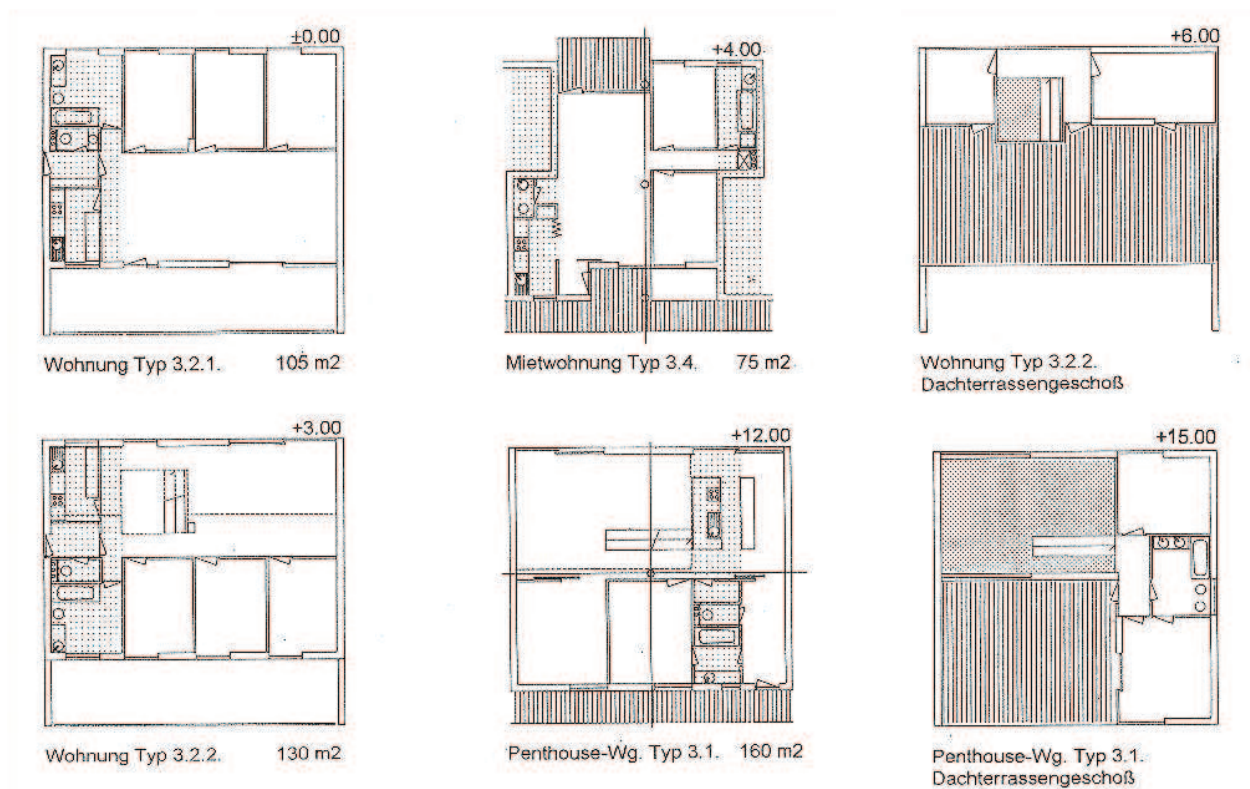 ±0.00
+4.00
+6.00
Wohnung Typ 3.2.1. 105 m2
Mietwohnung Typ 3.4. 75 m2
Wohnung Typ 3.2.2.
Dachterrassengeschoß
+3.00
+12.00
+15.00
Wohnung Typ 3.2.2. 130 m2
Penthouse-Wg. Typ 3.1. 160 m2
Penthouse-Wg. Typ 3.1.
Dachterrassengeschoß